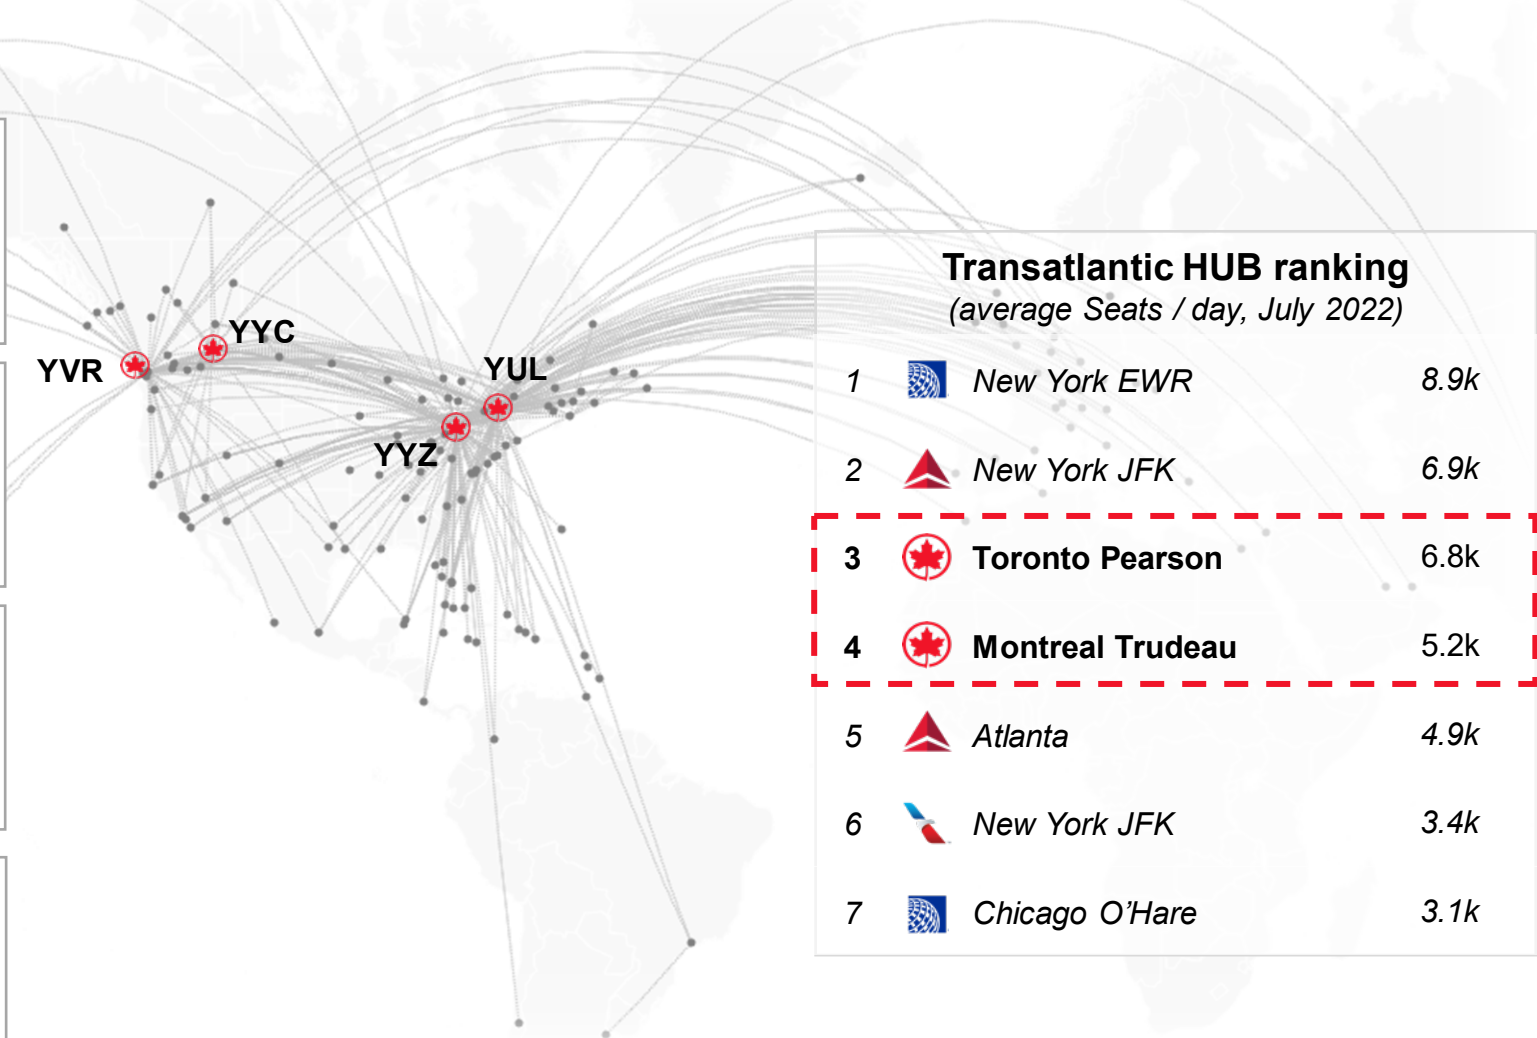 YYC
YVR
YUL
YYZ
Transatlantic HUB ranking
(average Seats / day, July 2022)
1 New York EWR 8.9k
2 New York JFK 6.9k
3 Toronto Pearson 6.8k
4 Montreal Trudeau 5.2k
5 Atlanta 4.9k
6 New York JFK 3.4k
7 Chicago O’Hare 3.1k